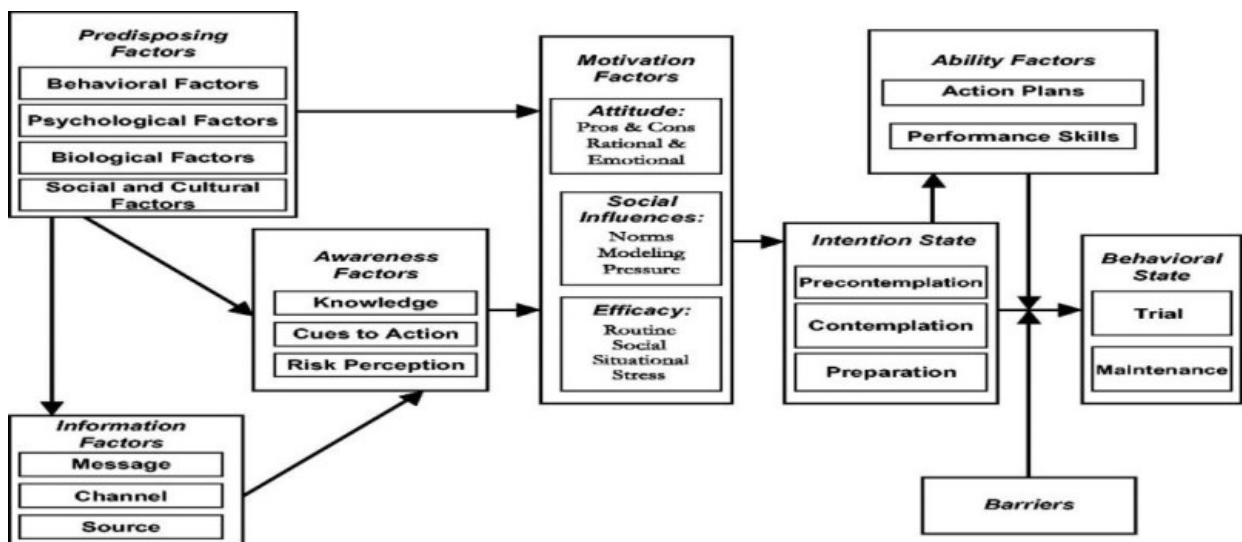 Predisposing
Factors
Behavioral Factors
Psychological Factors
Biological Factors
Social and Cultural
Factors
Information
Factors
Message
Channel
Source
Awareness
Factors
Knowledge
Cues to Action
Risk Perception
Motivation
Factors
Attitude:
Pros & Cons
Rational &
Emotional
Social
Influences:
Norms
Modeling
Pressure
Efficacy:
Routine
Social
Situational
Stress
Intention State
Precontemplation
Contemplation
Preparation
Ability Factors
Action Plans
Performance Skills
Barriers
Behavioral
State
Trial
Maintenance